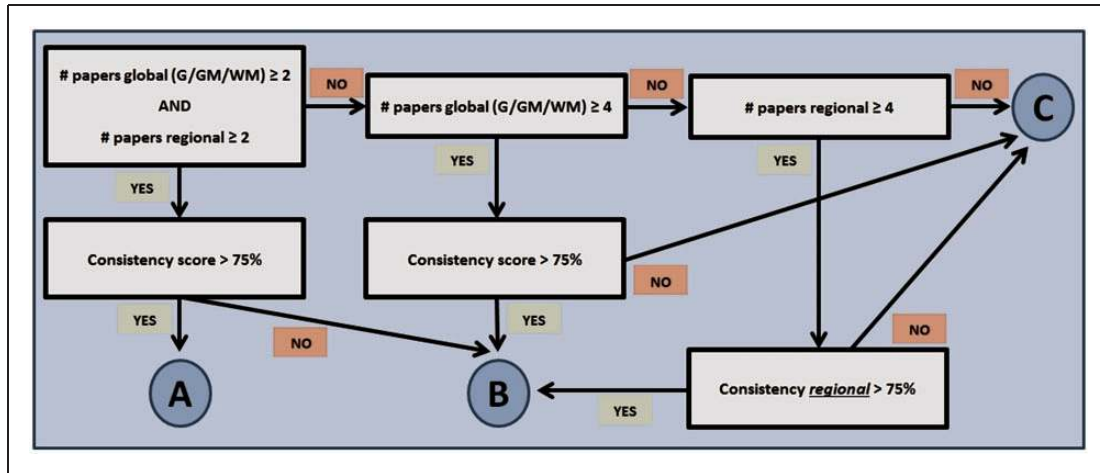 # papers global (G/GM/WM) ≥ 2
AND
# papers regional ≥ 2
NO
# papers global (G/GM/WM) ≥ 4
NO
# papers regional ≥ 4
NO
C
YES
YES
YES
Consistency score > 75%
Consistency score > 75%
NO
YES
NO
YES
NO
A
B
Consistency regional > 75%
YES